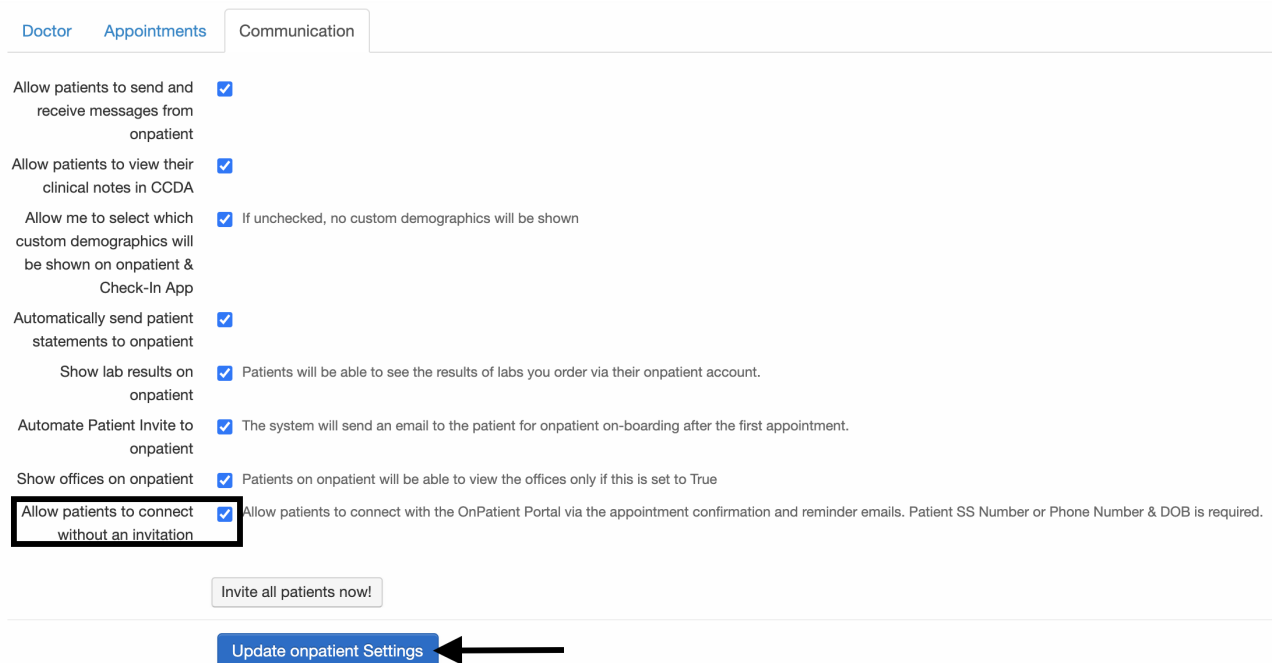 Doctor
Appointments
Communication
Allow patients to send and
receive messages from
onpatient
Allow patients to view their
clinical notes in CCDA
Allow me to select which
If unchecked, no custom demographics will be shown
custom demographics will
be shown on onpatient &
Check-In App
Automatically send patient
statements to onpatient
Show lab results on
Patients will be able to see the results of labs you order via their onpatient account.
onpatient
Automate Patient Invite to
The system will send an email to the patient for onpatient on-boarding after the first appointment.
onpatient
Show offices on onpatient
Patients on onpatient will be able to view the offices only if this is set to True
Allow patients to connect
Allow patients to connect with the OnPatient Portal via the appointment confirmation and reminder emails. Patient SS Number or Phone Number & DOB is required.
without an invitation
Invite all patients now!
Update onpatient Settings